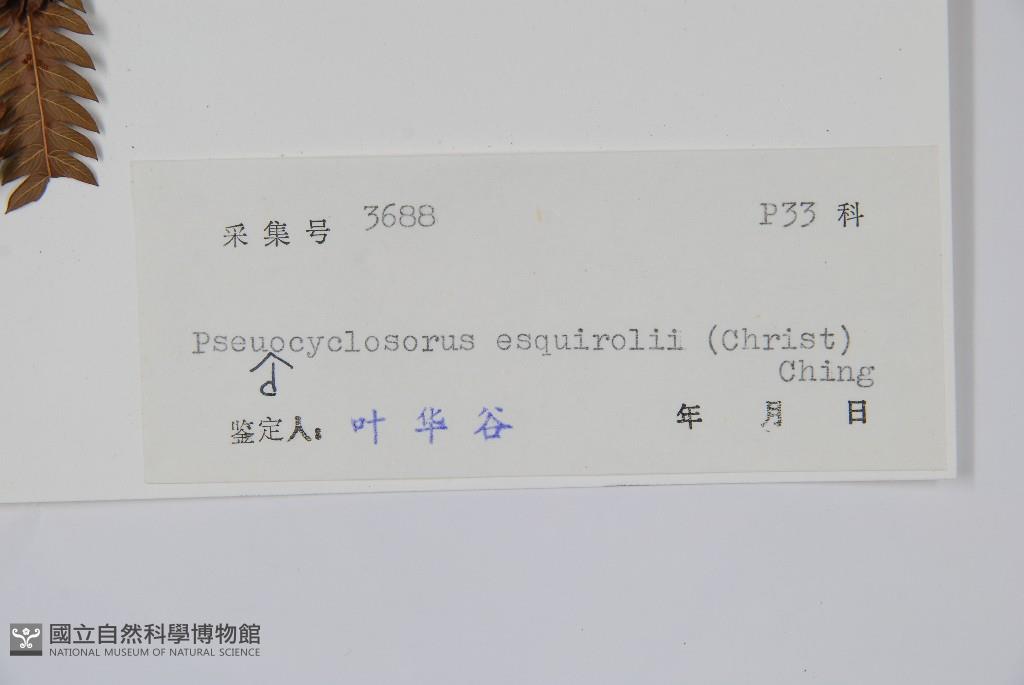 采集号 3688 P33 科
Pseuocyclosorus esquirolii (Christ)
d
Ching
鉴定人: 叶华谷 年 月 日
國立自然科學博物館
NATIONAL MUSEUM OF NATURAL SCIENCE